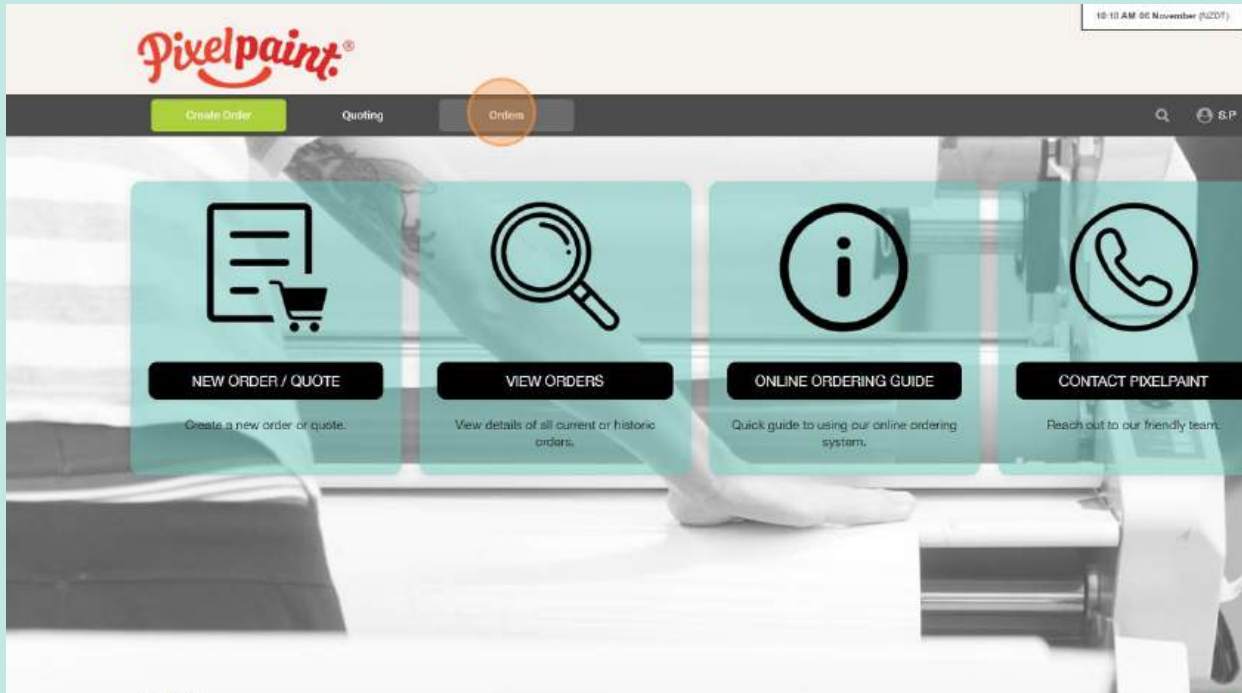 10:10 AM 06 November (NZDT)
Pixelpaint.®
Create Order
Quoting
Orders
S.P
NEW ORDER / QUOTE
Create a new order or quote.
VIEW ORDERS
View details of all current or historic
orders.
ONLINE ORDERING GUIDE
Quick guide to using our online ordering
system.
CONTACT PIXELPAINT
Reach out to our friendly team.